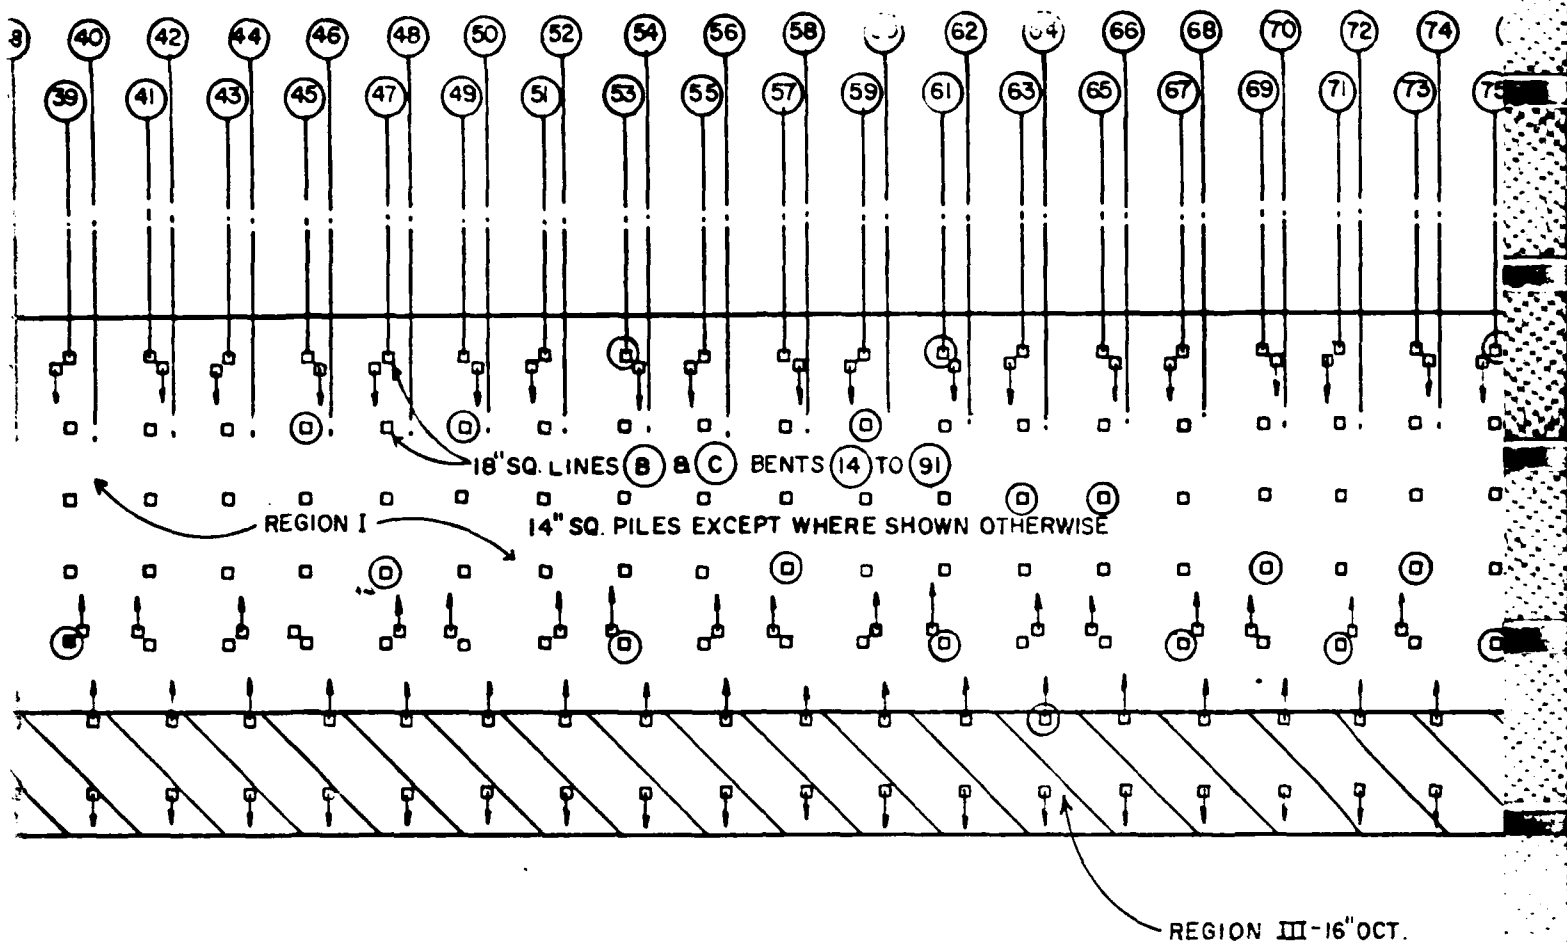 40 42 44 46 48 50 52 54 56 58 62 64 66 68 70 72 74
39 41 43 45 47 49 51 53 55 57 59 61 63 65 67 69 71 73 75
18" SQ. LINES B & C BENTS 14 TO 91
REGION I
14" SQ. PILES EXCEPT WHERE SHOWN OTHERWISE
REGION III-16" OCT.